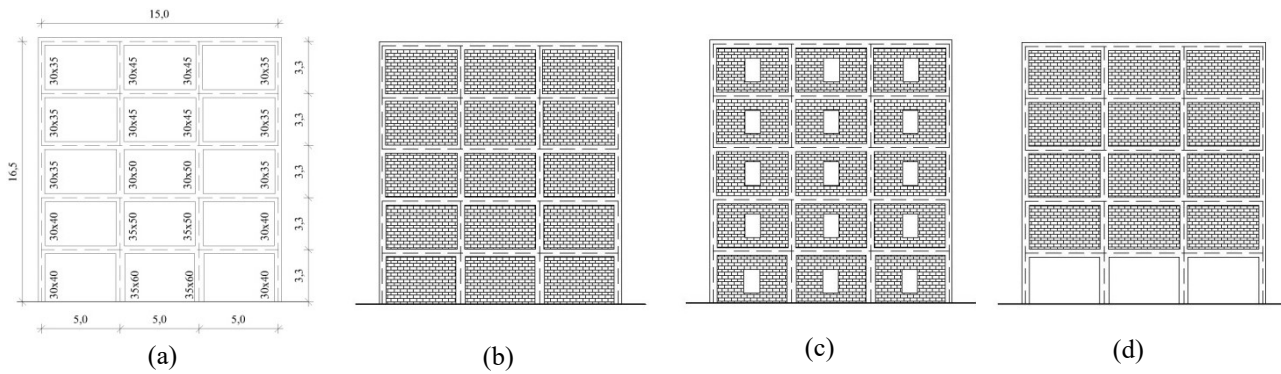 15,0
30x35 30x45 30x45 30x35 3,3
30x35 30x45 30x45 30x35 3,3
16,5
30x35 30x50 30x50 30x35 3,3
30x40 35x50 35x50 30x40 3,3
30x40 35x60 35x60 30x40 3,3
5,0 5,0 5,0
(a) (b) (c) (d)